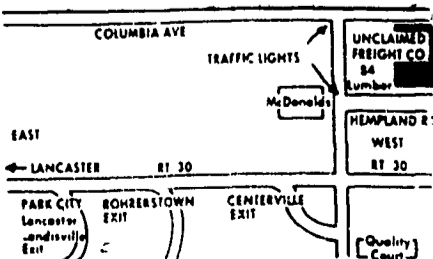 COLUMBIA AVE
TRAFFIC LIGHTS
UNCLAIMED
FREIGHT CO
84
Lumber
McDonalds
HEMPLAND R
EAST
WEST
← LANCASTER RT 30
RT 30
PARK CITY
Lancaster
Landisville
Exit
ROHRERSTOWN
EXIT
CENTERVILLE
EXIT
Quality
Court